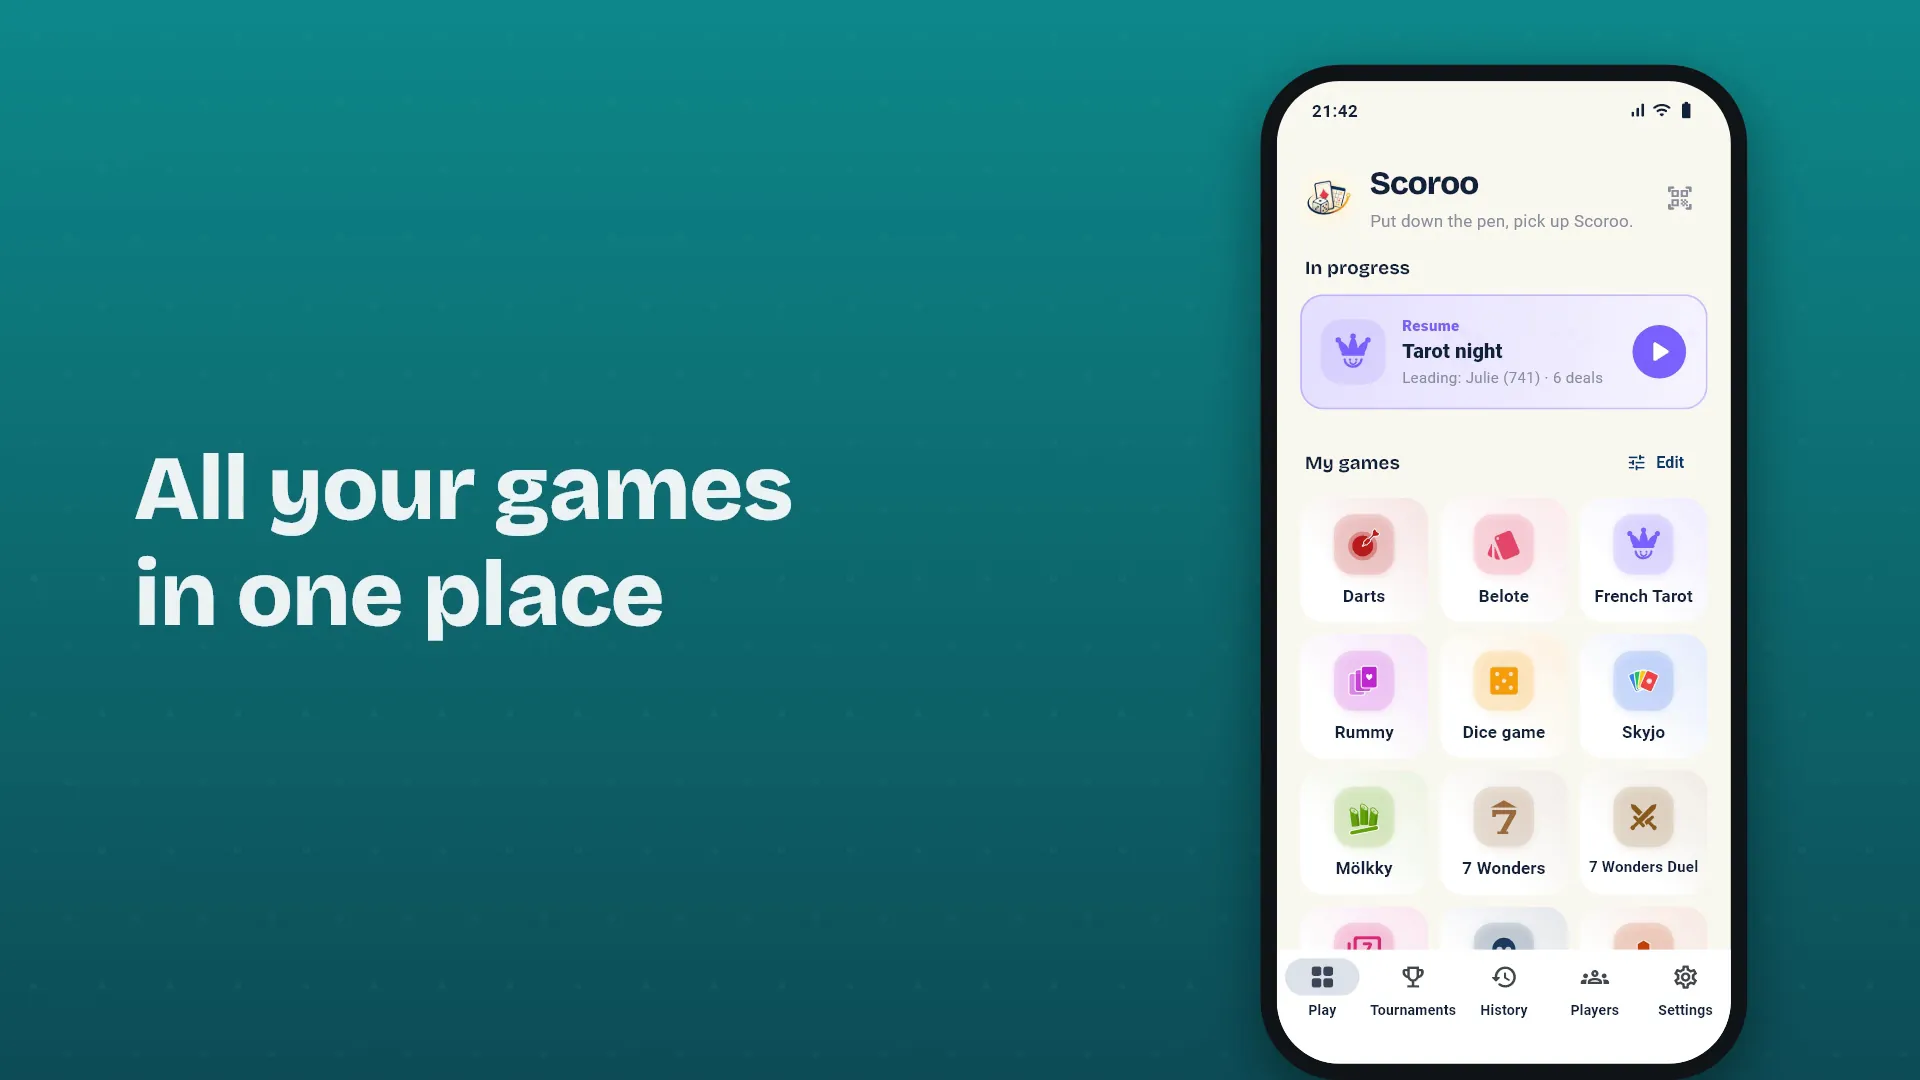 All your games
in one place
21:42
Scoroo
Put down the pen, pick up Scoroo.
In progress
Resume
Tarot night
Leading: Julie (741) · 6 deals
My games
Edit
Darts
Belote
French Tarot
Rummy
Dice game
Skyjo
Mölkky
7
7 Wonders
7 Wonders Duel
7
Play
Tournaments
History
Players
Settings